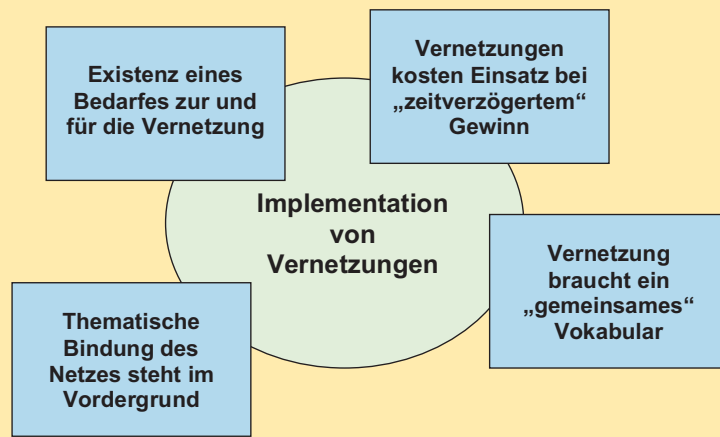 Existenz eines
Bedarfes zur und
für die Vernetzung
Vernetzungen
kosten Einsatz bei
„zeitverzögertem“
Gewinn
Implementation
von
Vernetzungen
Vernetzung
braucht ein
„gemeinsames“
Vokabular
Thematische
Bindung des
Netzes steht im
Vordergrund